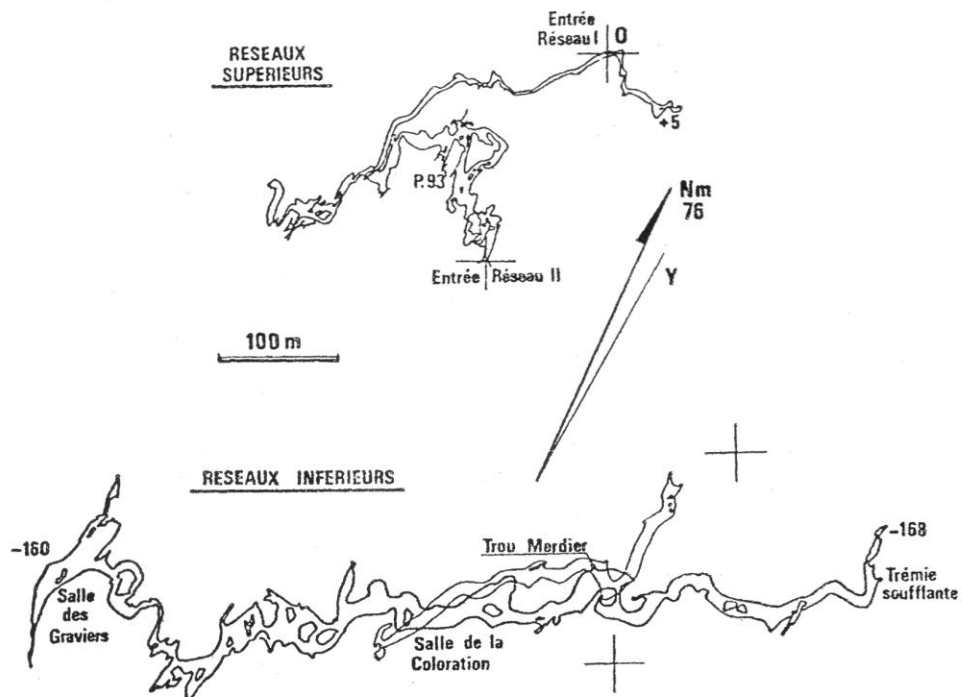 Entrée
Réseau I O
RESEAUX
SUPERIEURS
+5
P.93
Nm
76
Entrée Réseau II
Y
100 m
RESEAUX INFERIEURS
-160
Trou Merdier
-168
Salle
des
Graviers
Trémie
soufflante
Salle de la
Coloration